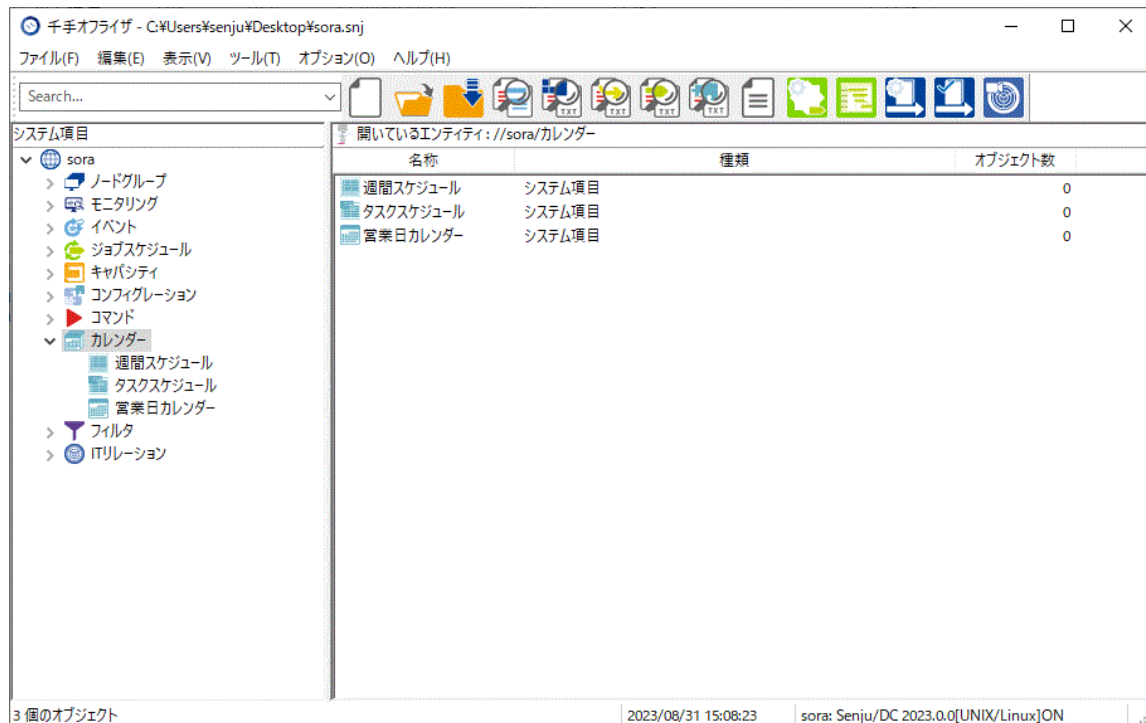 千手オフライザ - C:¥Users¥senju¥Desktop¥sora.snj
ファイル(F) 編集(E) 表示(V) ツール(T) オプション(O) ヘルプ(H)
Search...
システム項目
開いているエンティティ : //sora/カレンダー
sora
ノードグループ
モニタリング
イベント
ジョブスケジュール
キャパシティ
コンフィグレーション
コマンド
カレンダー
週間スケジュール
タスクスケジュール
営業日カレンダー
フィルタ
ITリレーション
名称 種類 オブジェクト数
週間スケジュール システム項目 0
タスクスケジュール システム項目 0
営業日カレンダー システム項目 0
TXT TXT TXT TXT
3 個のオブジェクト 2023/08/31 15:08:23 sora: Senju/DC 2023.0.0[UNIX/Linux]ON